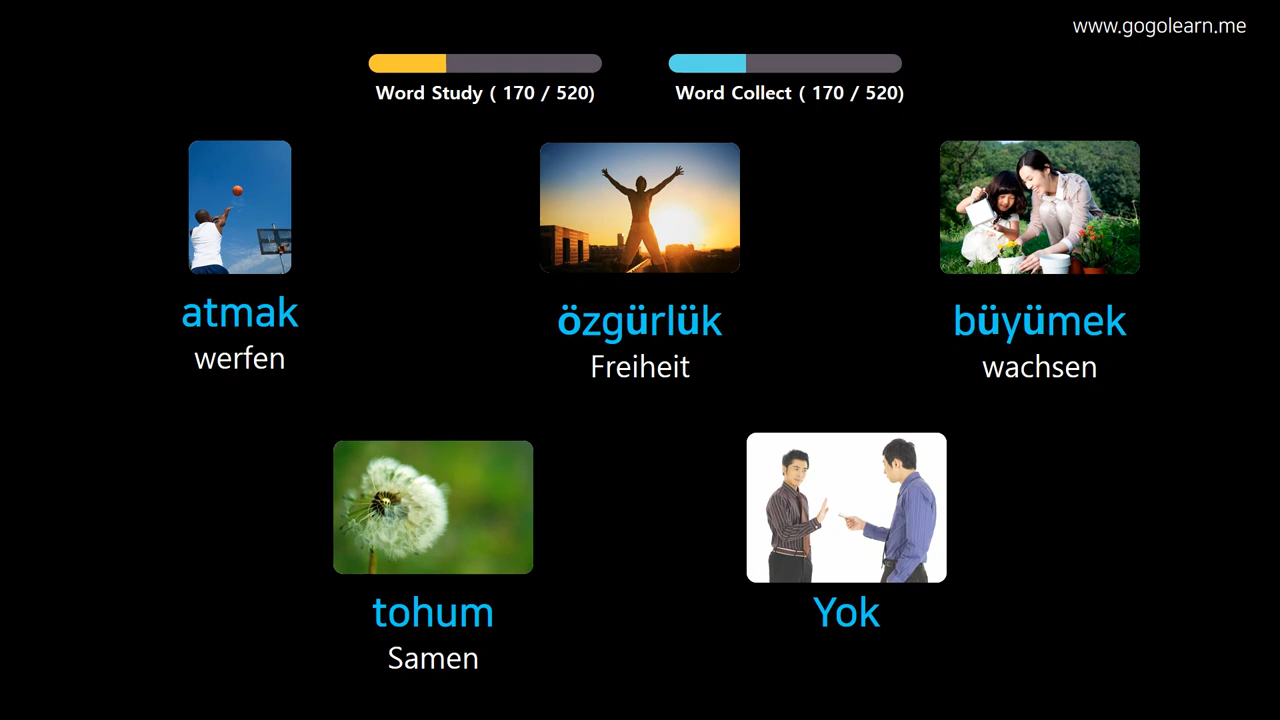 www.gogolearn.me
Word Study ( 170 / 520)
Word Collect ( 170 / 520)
atmak
werfen
özgürlük
Freiheit
büyümek
wachsen
tohum
Samen
Yok